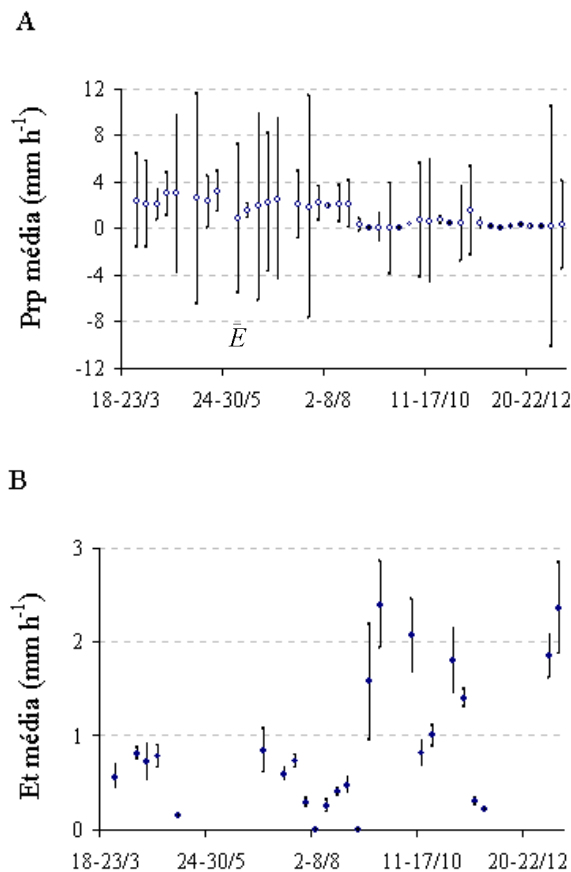 A
Prp média (mm h⁻¹)
12
8
4
0
-4
-8
-12
Ē
18-23/3 24-30/5 2-8/8 11-17/10 20-22/12
B
Et média (mm h⁻¹)
3
2
1
0
18-23/3 24-30/5 2-8/8 11-17/10 20-22/12